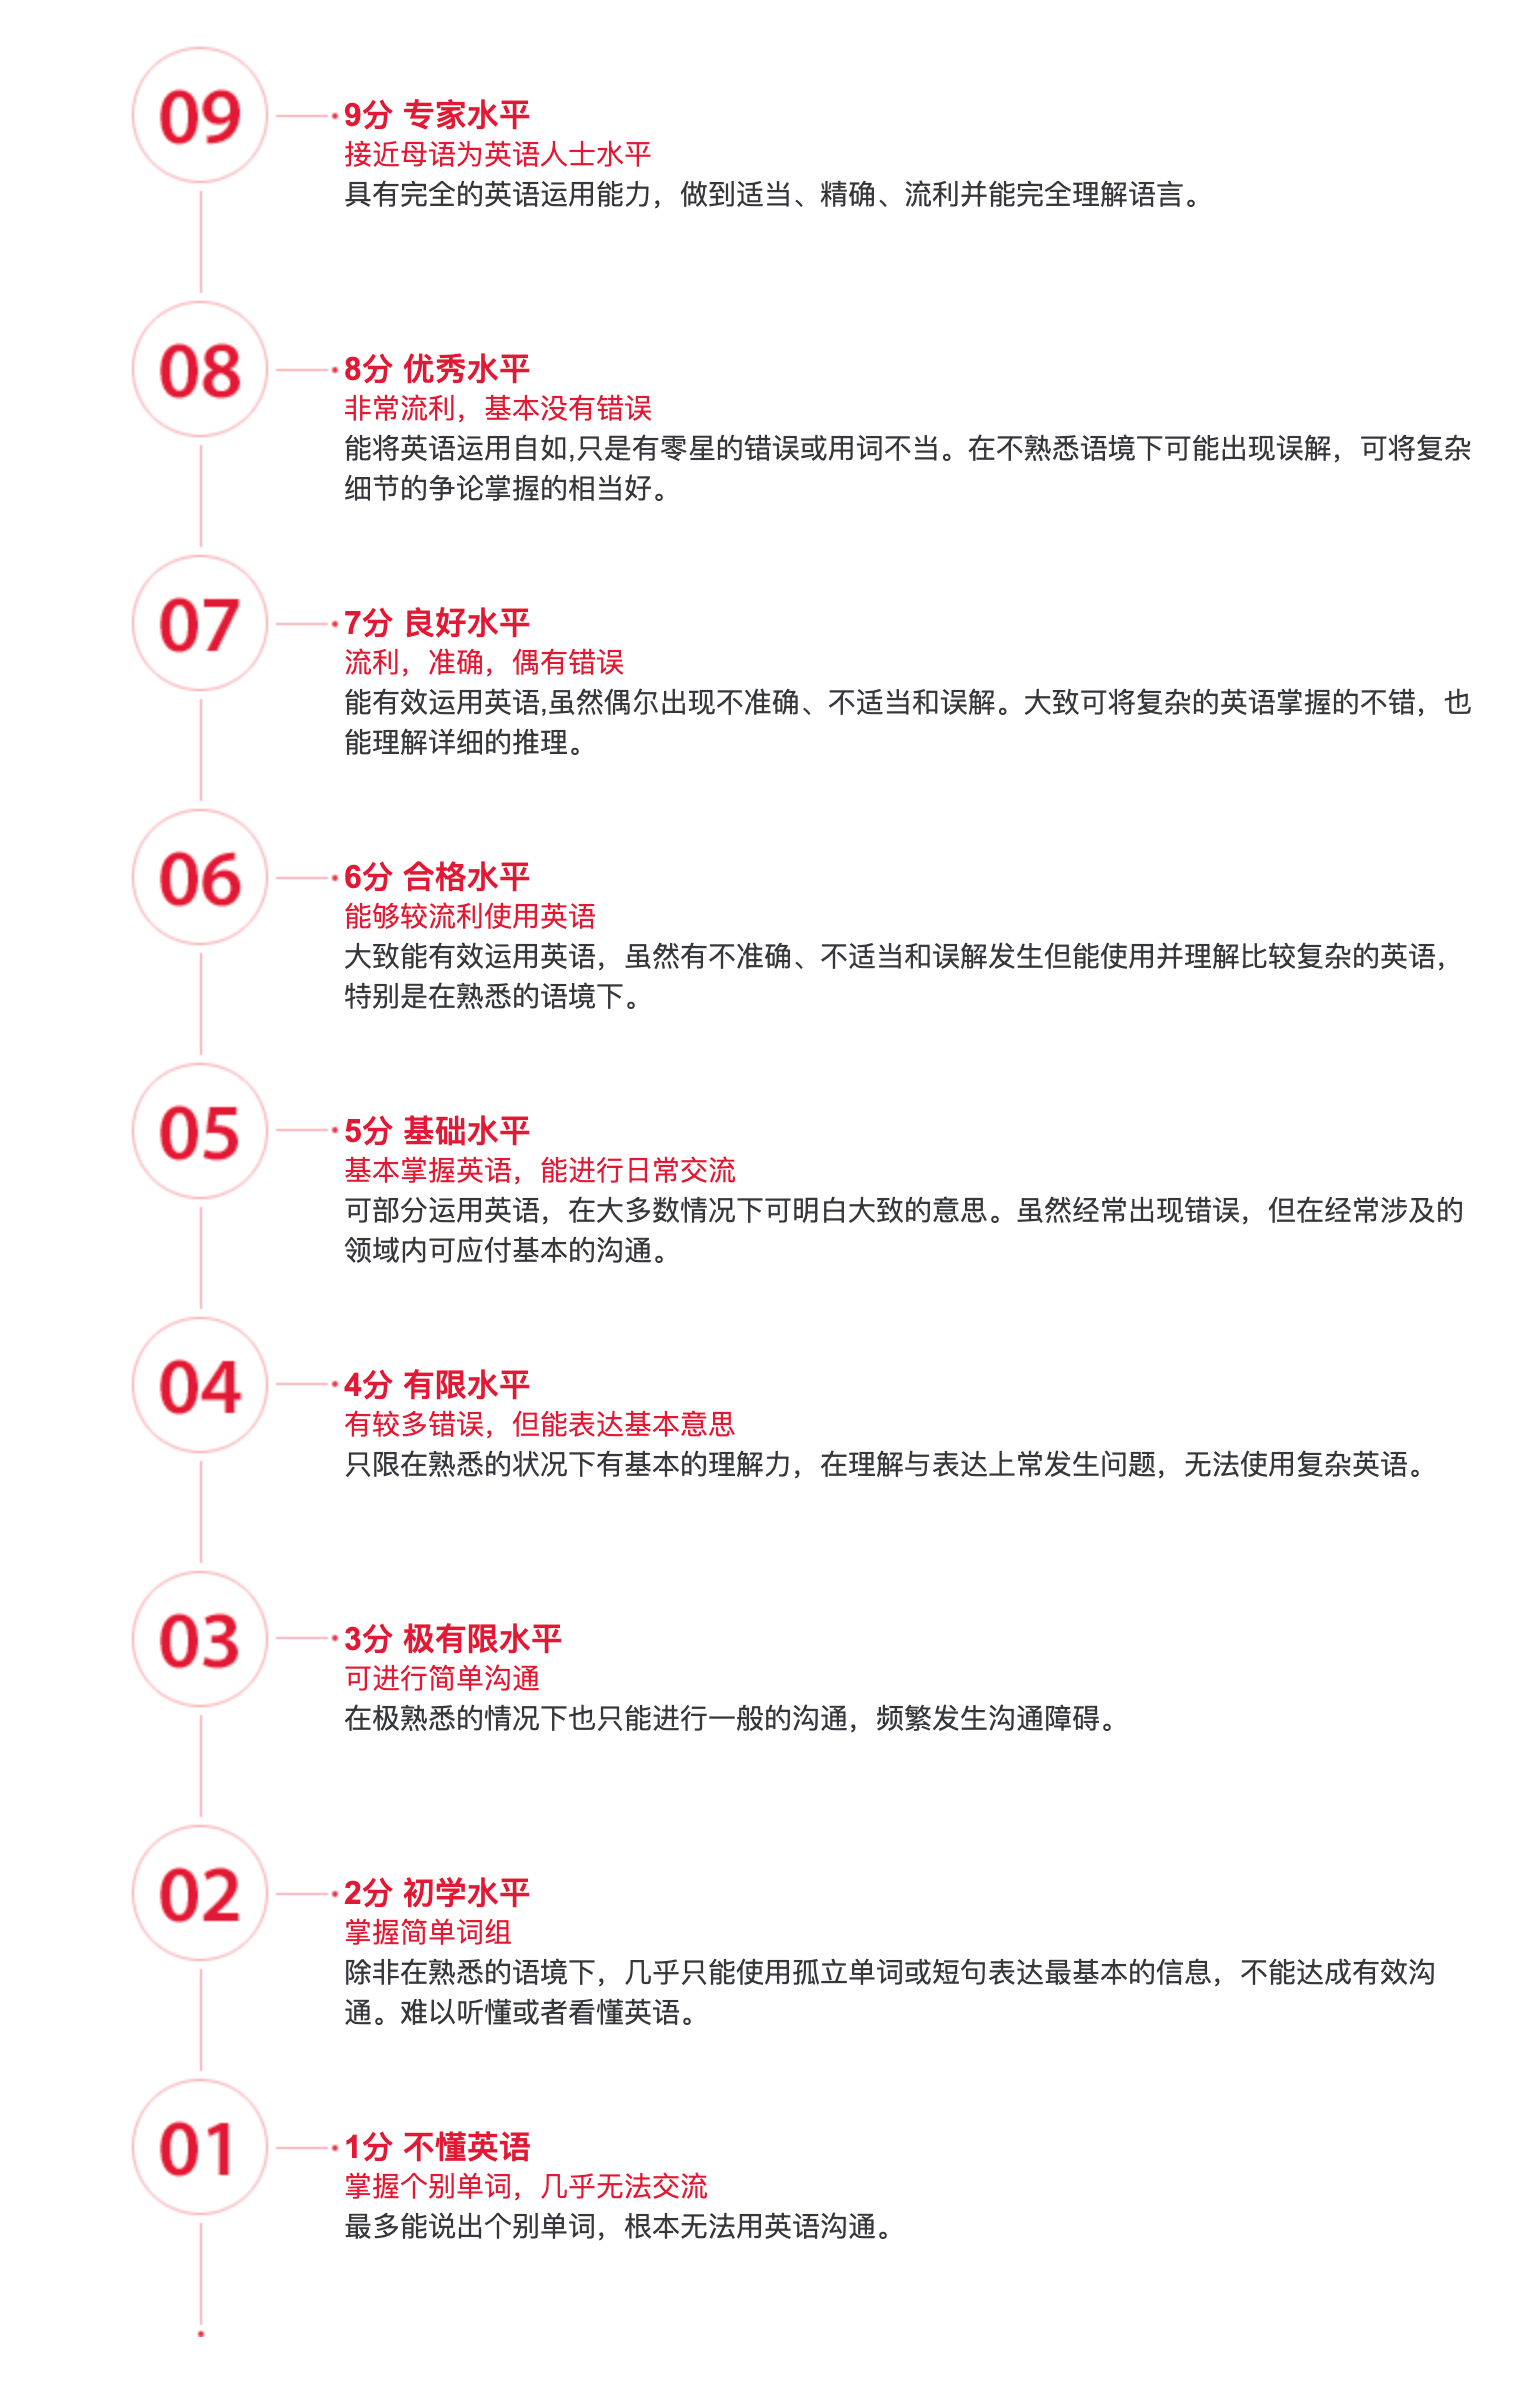 09
9分 专家水平
接近母语为英语人士水平
具有完全的英语运用能力，做到适当、精确、流利并能完全理解语言。
08
8分 优秀水平
非常流利，基本没有错误
能将英语运用自如,只是有零星的错误或用词不当。在不熟悉语境下可能出现误解，可将复杂
细节的争论掌握的相当好。
07
7分 良好水平
流利，准确，偶有错误
能有效运用英语,虽然偶尔出现不准确、不适当和误解。大致可将复杂的英语掌握的不错，也
能理解详细的推理。
06
6分 合格水平
能够较流利使用英语
大致能有效运用英语，虽然有不准确、不适当和误解发生但能使用并理解比较复杂的英语，
特别是在熟悉的语境下。
05
5分 基础水平
基本掌握英语，能进行日常交流
可部分运用英语，在大多数情况下可明白大致的意思。虽然经常出现错误，但在经常涉及的
领域内可应付基本的沟通。
04
4分 有限水平
有较多错误，但能表达基本意思
只限在熟悉的状况下有基本的理解力，在理解与表达上常发生问题，无法使用复杂英语。
03
3分 极有限水平
可进行简单沟通
在极熟悉的情况下也只能进行一般的沟通，频繁发生沟通障碍。
02
2分 初学水平
掌握简单词组
除非在熟悉的语境下，几乎只能使用孤立单词或短句表达最基本的信息，不能达成有效沟
通。难以听懂或者看懂英语。
01
1分 不懂英语
掌握个别单词，几乎无法交流
最多能说出个别单词，根本无法用英语沟通。